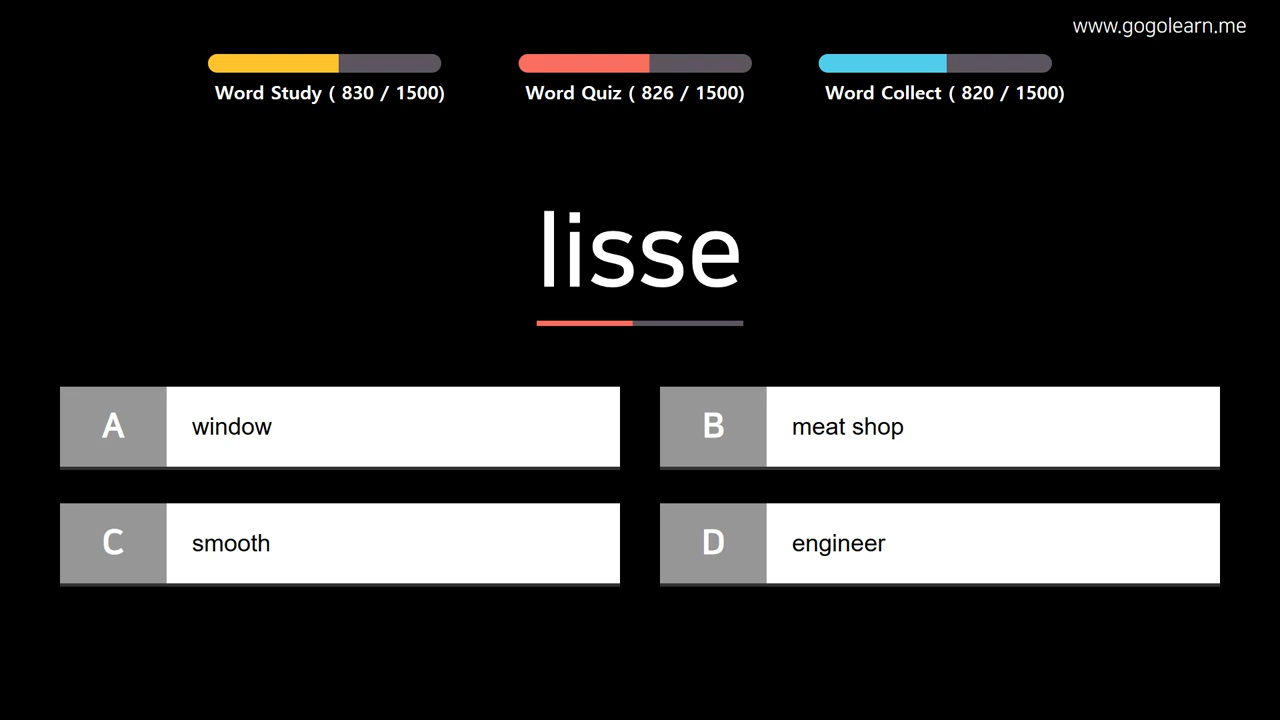 www.gogolearn.me
Word Study ( 830 / 1500)
Word Quiz ( 826 / 1500)
Word Collect ( 820 / 1500)
lisse
A window
B meat shop
C smooth
D engineer